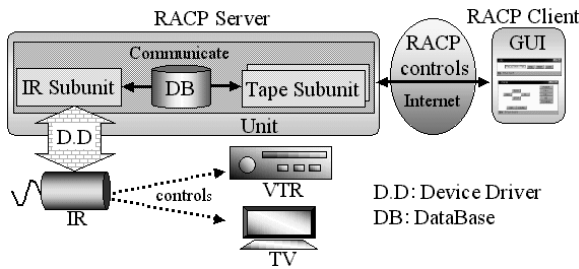 RACP Server
RACP Client
Communicate
IR Subunit
DB
Tape Subunit
Unit
RACP
controls
Internet
GUI
D.D
IR
controls
VTR
TV
D.D: Device Driver
DB: DataBase